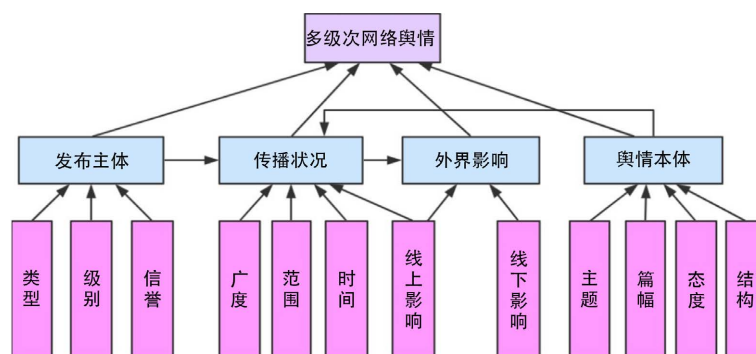 多级次网络舆情
发布主体
传播状况
外界影响
舆情本体
类型
级别
信誉
广度
范围
时间
线上影响
线下影响
主题
篇幅
态度
结构